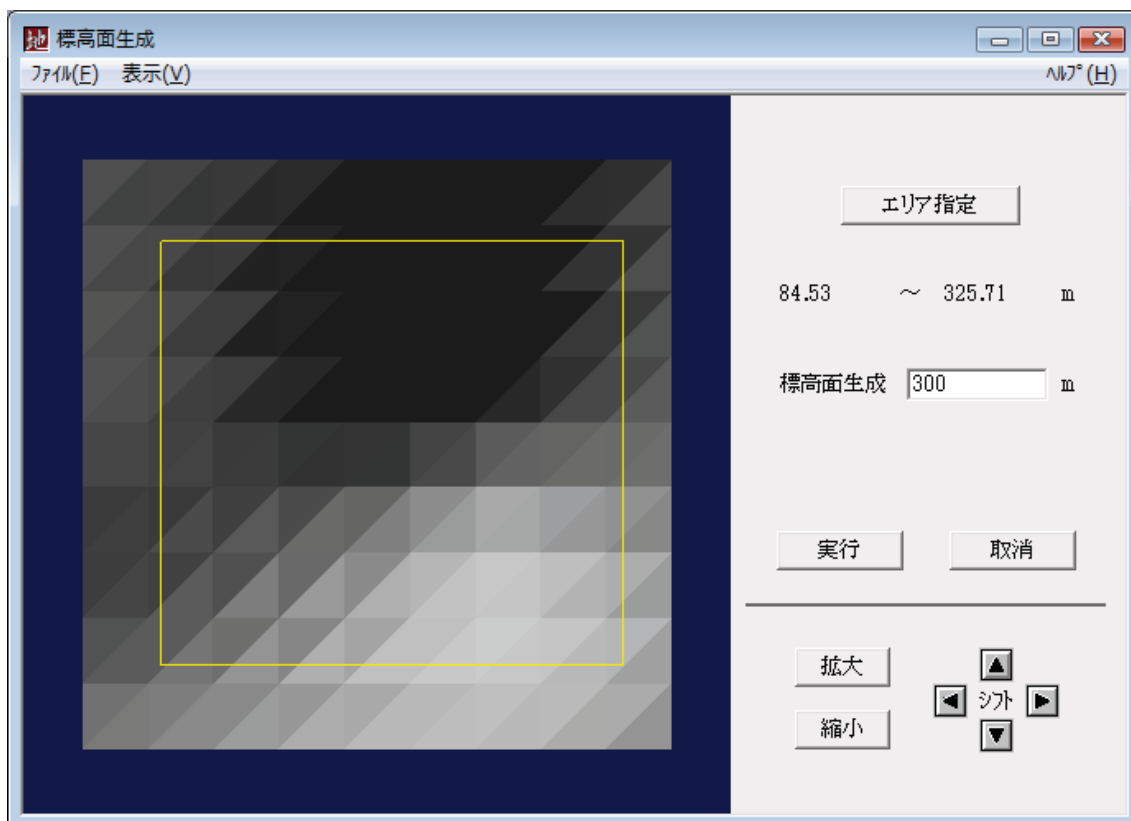 標高面生成
ﾌｧｲﾙ(F) 表示(V) ﾍﾙﾌﾟ(H)
エリア指定
84.53 ～ 325.71 m
標高面生成 300 m
実行 取消
拡大
ｼﾌﾄ
縮小